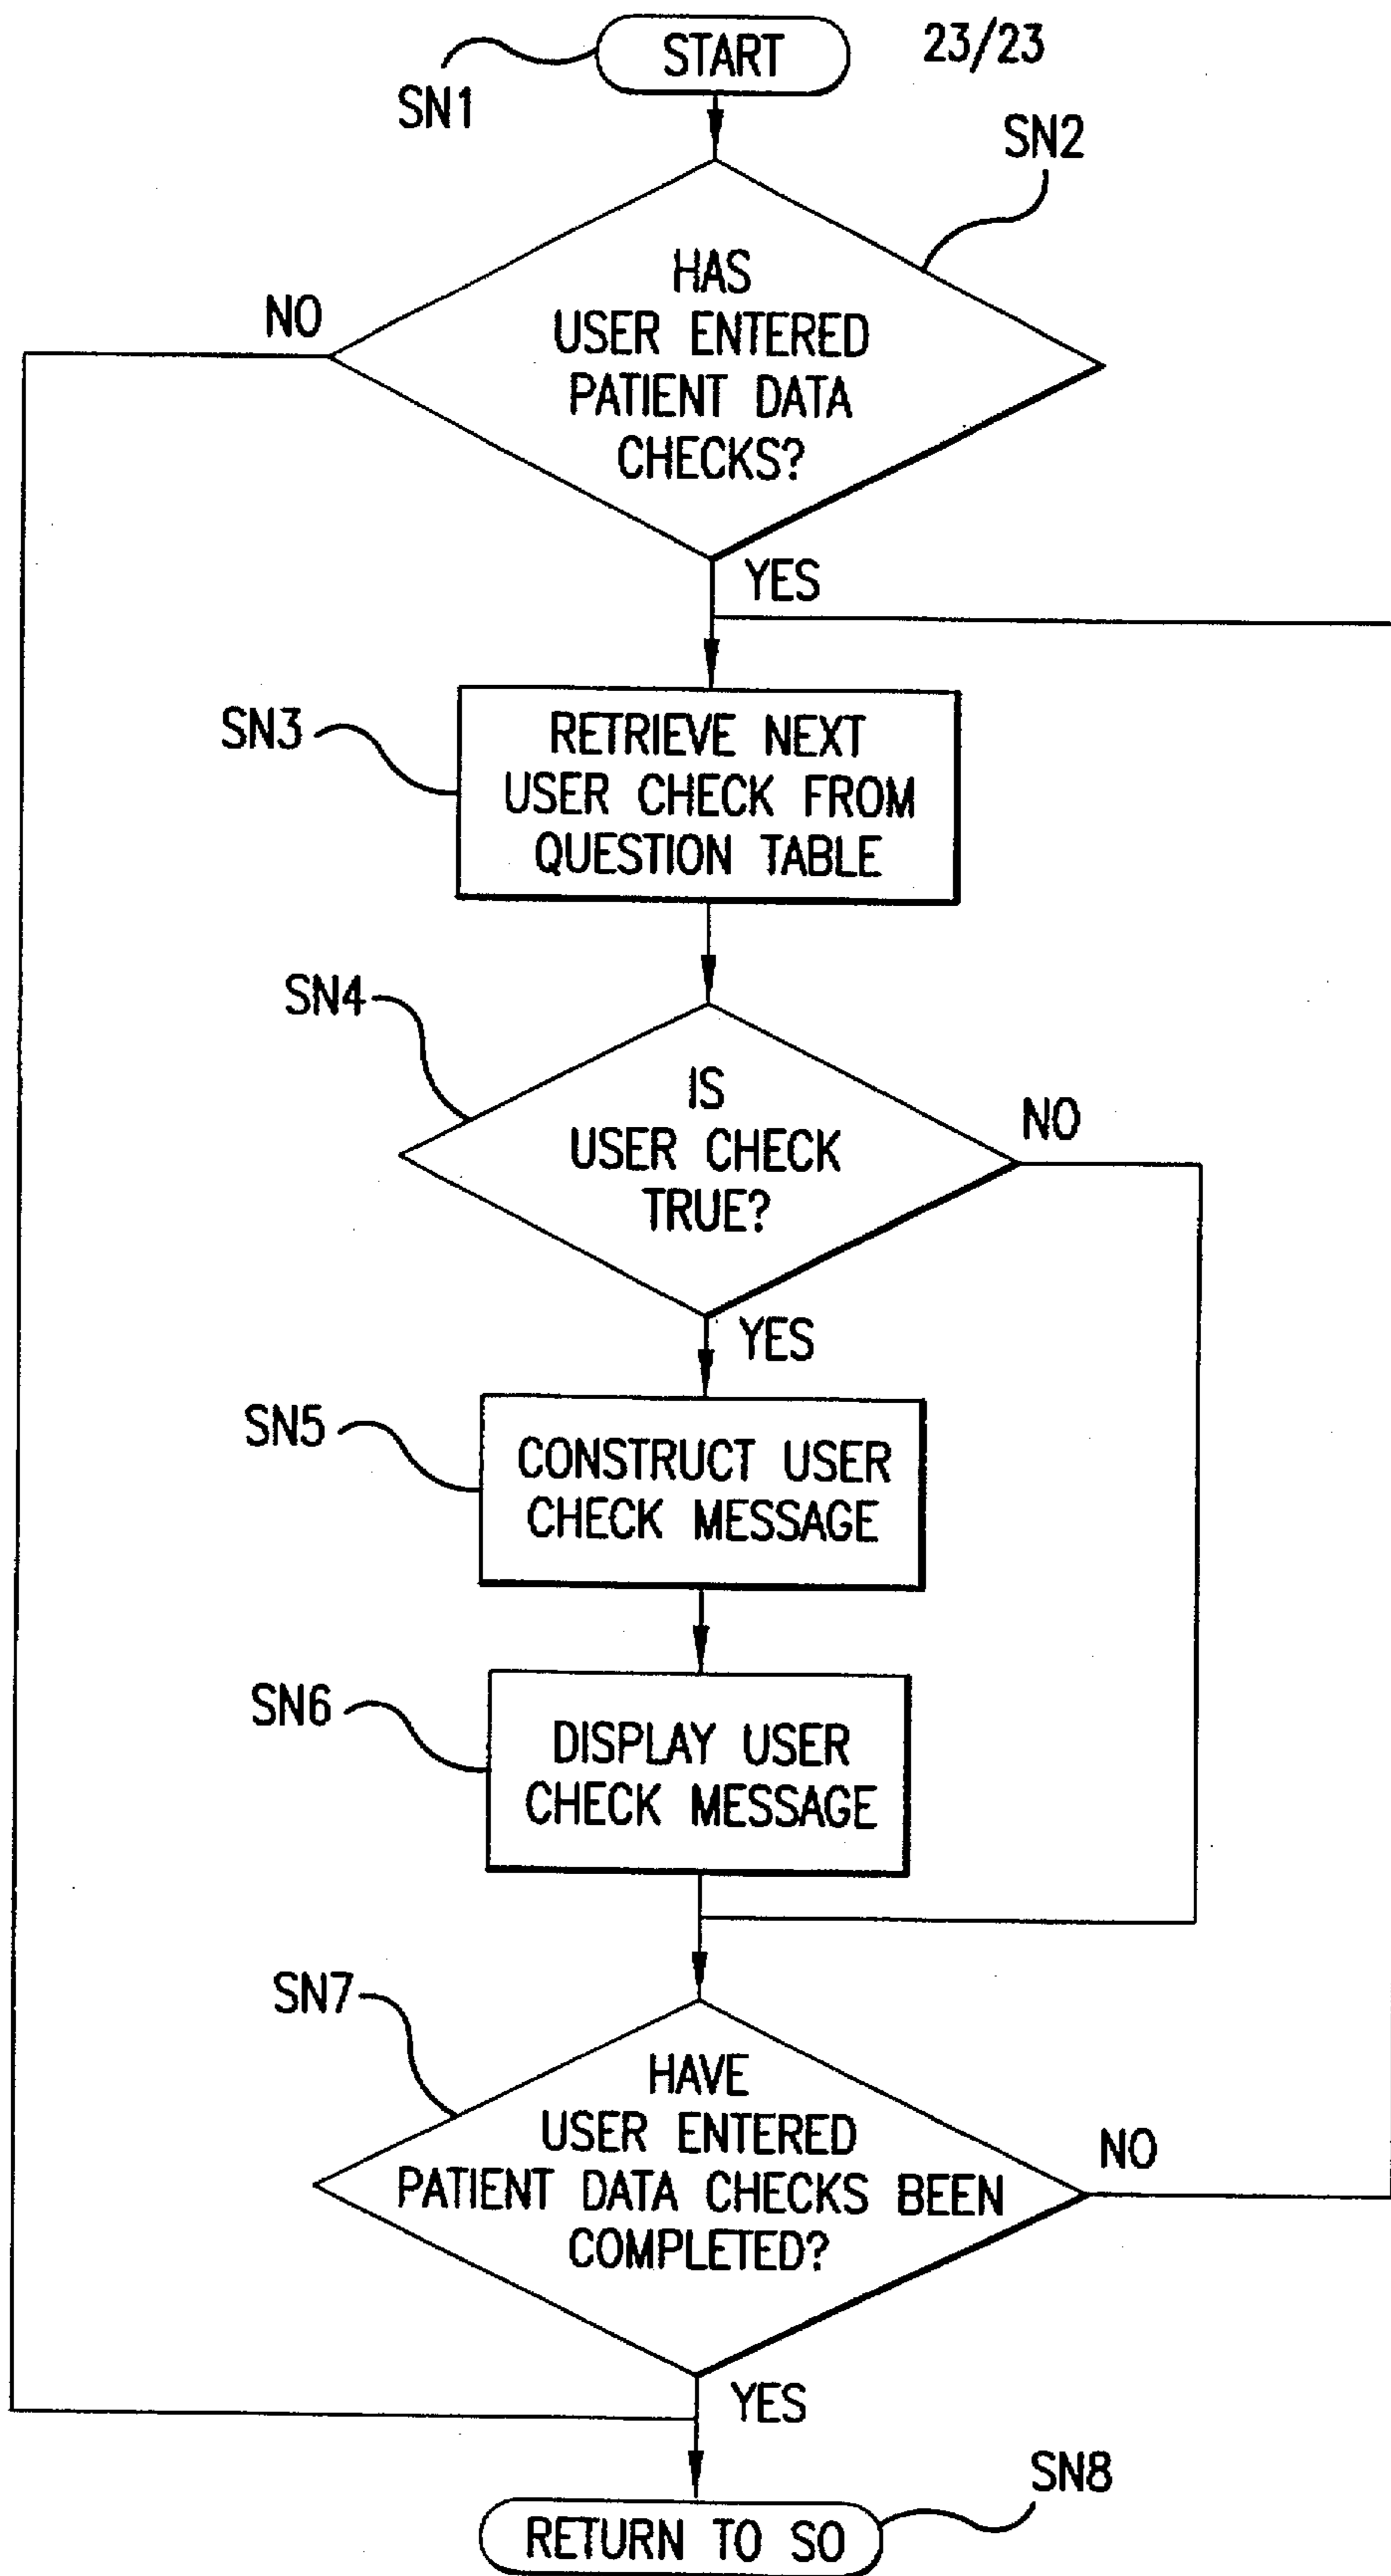 START
23/23
SN1
SN2
HAS
USER ENTERED
PATIENT DATA
CHECKS?
NO
YES
SN3
RETRIEVE NEXT
USER CHECK FROM
QUESTION TABLE
SN4
IS
USER CHECK
TRUE?
NO
YES
SN5
CONSTRUCT USER
CHECK MESSAGE
SN6
DISPLAY USER
CHECK MESSAGE
SN7
HAVE
USER ENTERED
PATIENT DATA CHECKS BEEN
COMPLETED?
NO
YES
SN8
RETURN TO SO